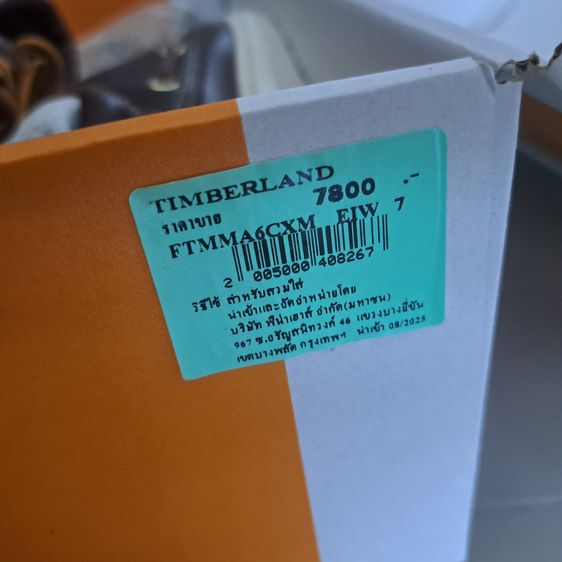 TIMBERLAND
ราคาขาย 7800 .-
FTMMA6CXM EIW 7
2 005000 408267
วิธีใช้ สำหรับสวมใส่
นำเข้าและจัดจำหน่ายโดย
บริษัท พีน่าเฮาส์ จำกัด(มหาชน)
967 ซ.จรัญสนิทวงศ์ 46 แขวงบางยี่ขัน
เขตบางพลัด กรุงเทพฯ นำเข้า 08/2025